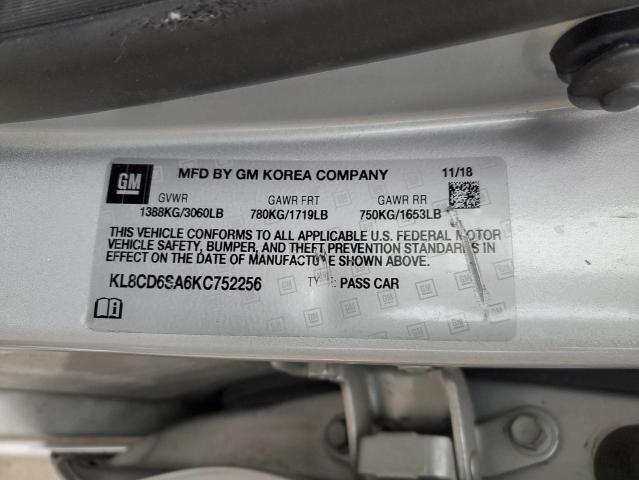 GM
MFD BY GM KOREA COMPANY
11/18
GVWR GAWR FRT GAWR RR
1388KG/3060LB 780KG/1719LB 750KG/1653LB
THIS VEHICLE CONFORMS TO ALL APPLICABLE U.S. FEDERAL MOTOR
VEHICLE SAFETY, BUMPER, AND THEFT PREVENTION STANDARDS IN
EFFECT ON THE DATE OF MANUFACTURE SHOWN ABOVE.
KL8CD6SA6KC752256 : PASS CAR